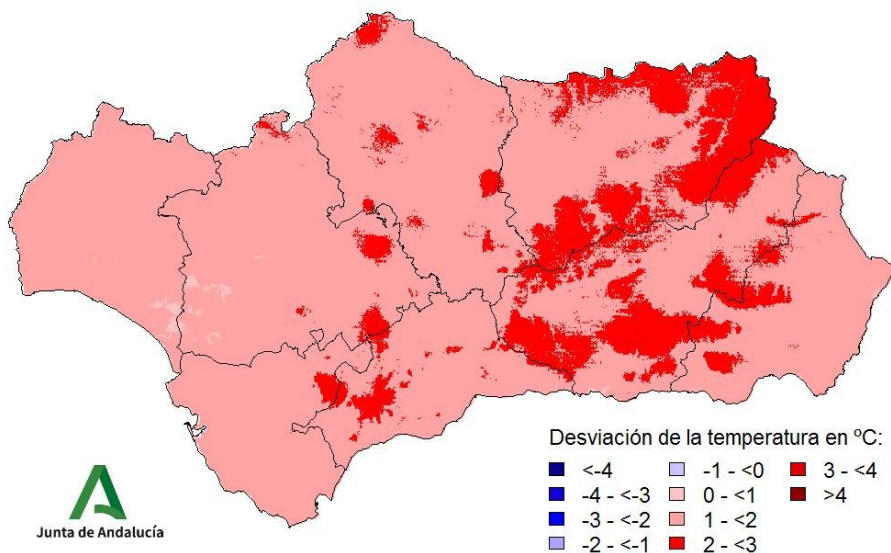 Desviación de la temperatura en ºC:
<-4
-4 - <-3
-3 - <-2
-2 - <-1
-1 - <0
0 - <1
1 - <2
2 - <3
3 - <4
>4
Junta de Andalucía